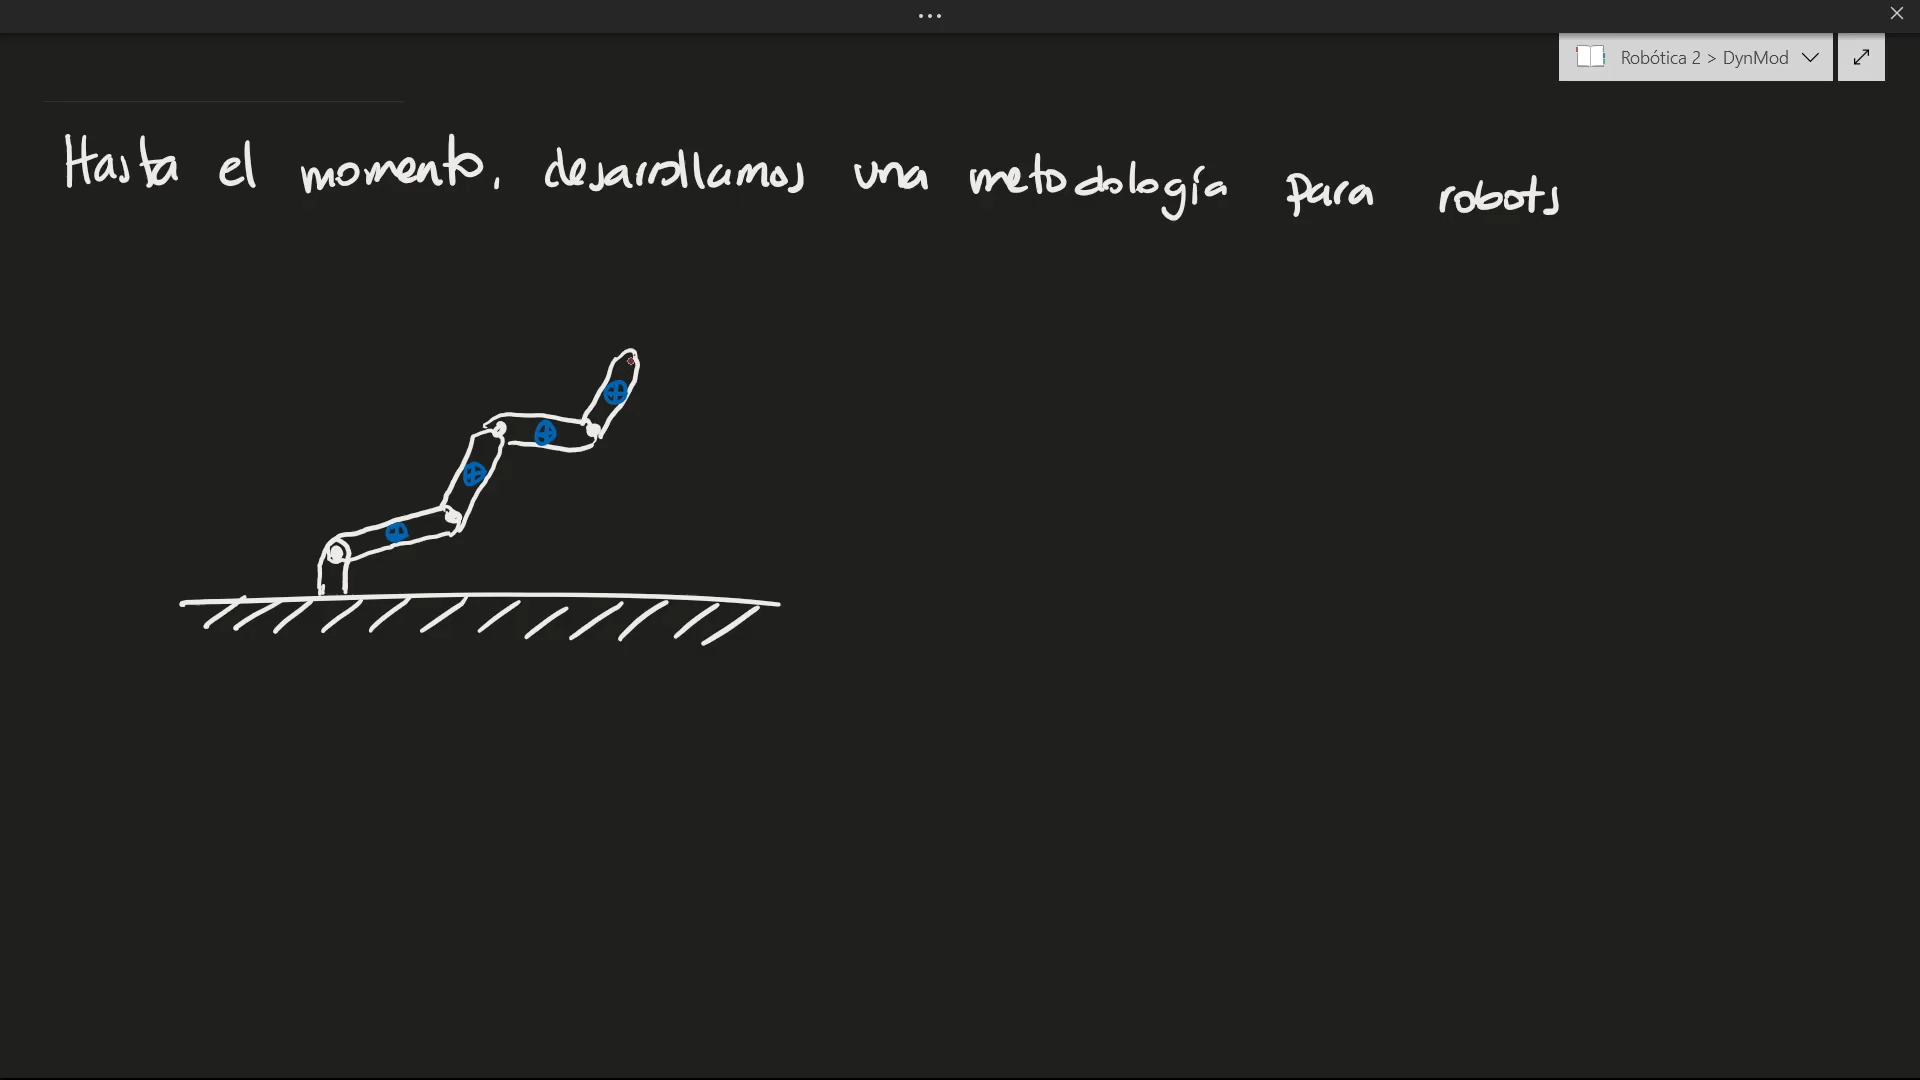 Robótica 2 > DynMod
Hasta el momento, desarrollamos una metodología para robots